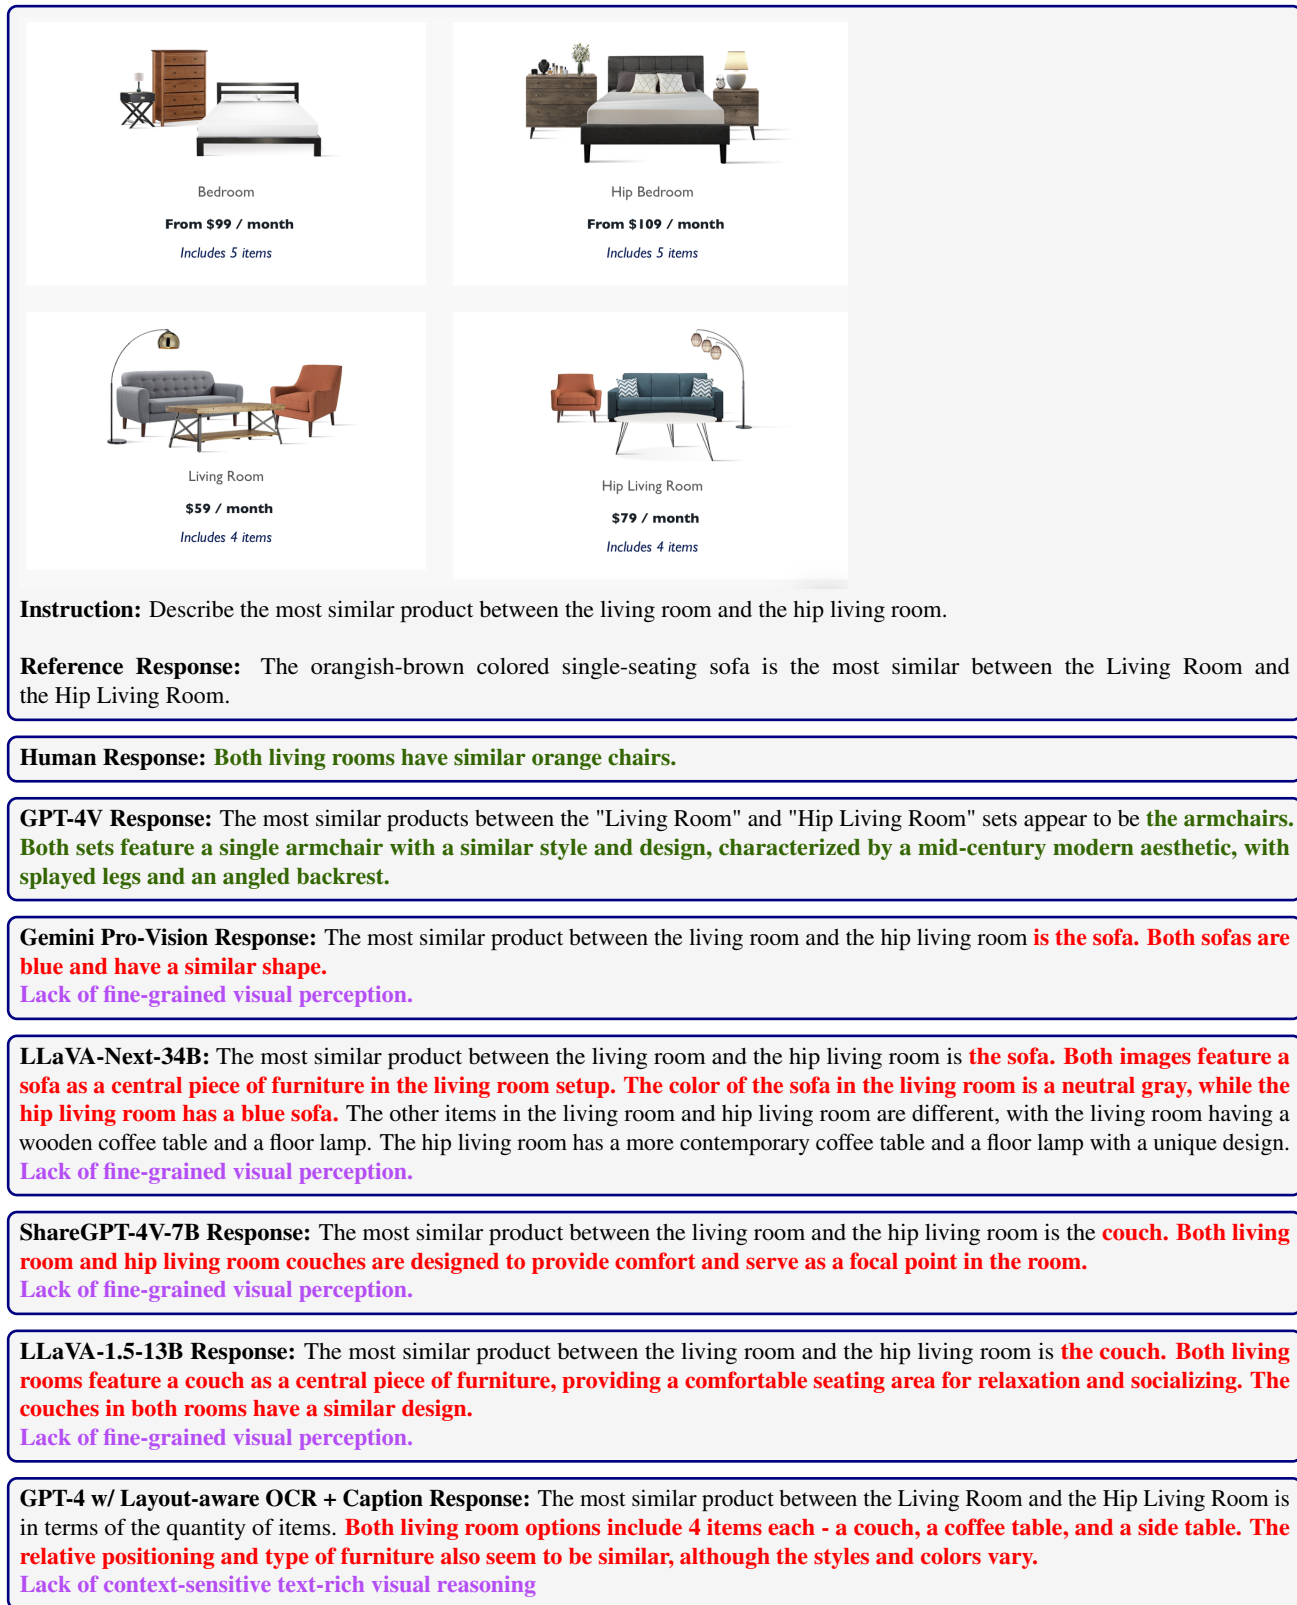 Bedroom
From $99 / month
Includes 5 items
Hip Bedroom
From $109 / month
Includes 5 items
Living Room
$59 / month
Includes 4 items
Hip Living Room
$79 / month
Includes 4 items
Instruction: Describe the most similar product between the living room and the hip living room.
Reference Response: The orangish-brown colored single-seating sofa is the most similar between the Living Room and
the Hip Living Room.
Human Response: Both living rooms have similar orange chairs.
GPT-4V Response: The most similar products between the "Living Room" and "Hip Living Room" sets appear to be the armchairs.
Both sets feature a single armchair with a similar style and design, characterized by a mid-century modern aesthetic, with
splayed legs and an angled backrest.
Gemini Pro-Vision Response: The most similar product between the living room and the hip living room is the sofa. Both sofas are
blue and have a similar shape.
Lack of fine-grained visual perception.
LLaVA-Next-34B: The most similar product between the living room and the hip living room is the sofa. Both images feature a
sofa as a central piece of furniture in the living room setup. The color of the sofa in the living room is a neutral gray, while the
hip living room has a blue sofa. The other items in the living room and hip living room are different, with the living room having a
wooden coffee table and a floor lamp. The hip living room has a more contemporary coffee table and a floor lamp with a unique design.
Lack of fine-grained visual perception.
ShareGPT-4V-7B Response: The most similar product between the living room and the hip living room is the couch. Both living
room and hip living room couches are designed to provide comfort and serve as a focal point in the room.
Lack of fine-grained visual perception.
LLaVA-1.5-13B Response: The most similar product between the living room and the hip living room is the couch. Both living
rooms feature a couch as a central piece of furniture, providing a comfortable seating area for relaxation and socializing. The
couches in both rooms have a similar design.
Lack of fine-grained visual perception.
GPT-4 w/ Layout-aware OCR + Caption Response: The most similar product between the Living Room and the Hip Living Room is
in terms of the quantity of items. Both living room options include 4 items each - a couch, a coffee table, and a side table. The
relative positioning and type of furniture also seem to be similar, although the styles and colors vary.
Lack of context-sensitive text-rich visual reasoning